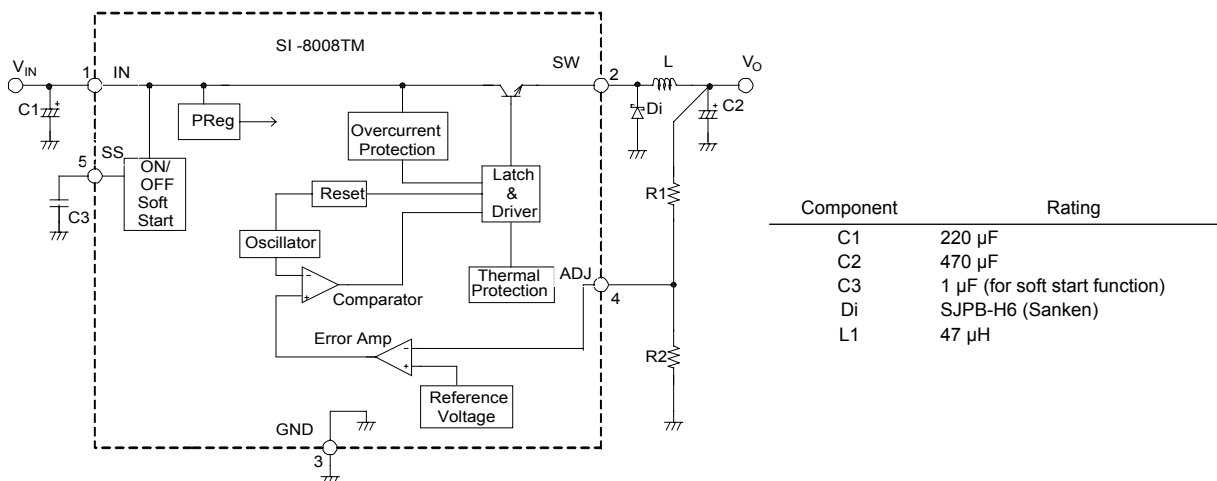 SI -8008TM
VIN
1
IN
SW
2
L
VO
C1
+
PReg
Overcurrent
Protection
Di
+
C2
5
SS
ON/
OFF
Soft
Start
C3
Latch
&
Driver
Reset
R1
Oscillator
−
+
Comparator
Thermal
Protection
ADJ
4
Error Amp
−
+
Reference
Voltage
R2
GND
3
Component Rating
C1 220 µF
C2 470 µF
C3 1 µF (for soft start function)
Di SJPB-H6 (Sanken)
L1 47 µH